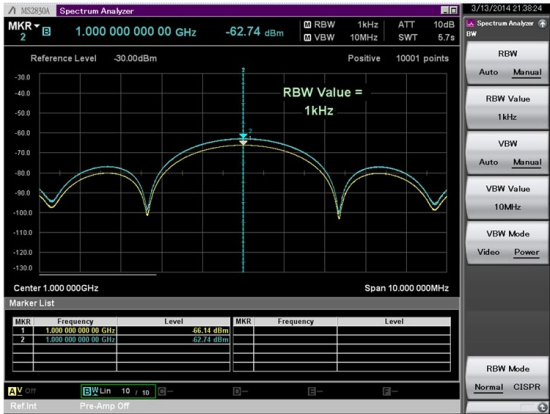 MS2830A Spectrum Analyzer
3/13/2014 21:38:24
MKR 2 B 1.000 000 000 00 GHz -62.74 dBm
M RBW 1kHz ATT 10dB
M VBW 10MHz SWT 5.7s
Spectrum Analyzer
BW
Reference Level -30.00dBm Positive 10001 points
-30.0
-40.0
-50.0
-60.0
-70.0
-80.0
-90.0
-100.0
-110.0
-120.0
-130.0
RBW Value =
1kHz
2
Center 1.000 000GHz Span 10.000 000MHz
Marker List
MKR Frequency Level MKR Frequency Level
1 1.000 000 000 00 GHz -66.14 dBm
2 1.000 000 000 00 GHz -62.74 dBm
A V Off B W Lin 10 / 10
Ref.Int Pre-Amp Off
RBW
Auto Manual
RBW Value
1kHz
VBW
Auto Manual
VBW Value
10MHz
VBW Mode
Video Power
RBW Mode
Normal CISPR